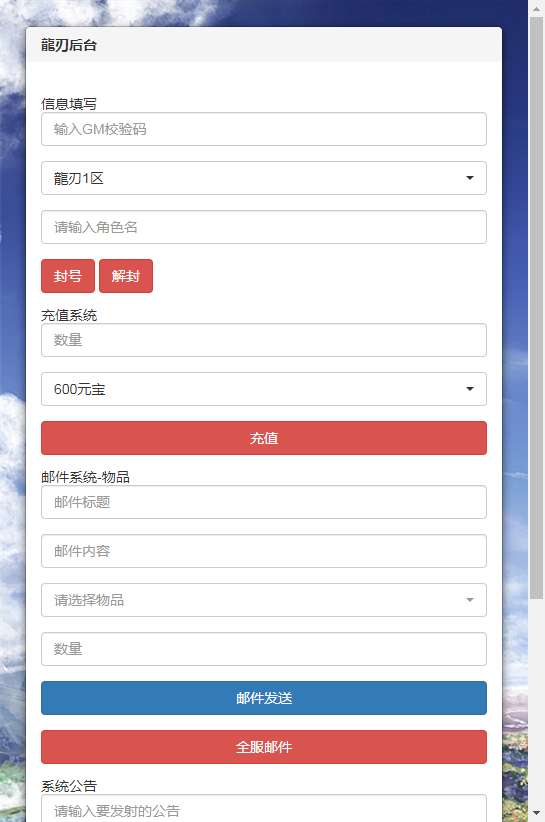 龍刃后台
信息填写
输入GM校验码
龍刃1区
请输入角色名
封号 解封
充值系统
数量
600元宝
充值
邮件系统-物品
邮件标题
邮件内容
请选择物品
数量
邮件发送
全服邮件
系统公告
请输入要发射的公告